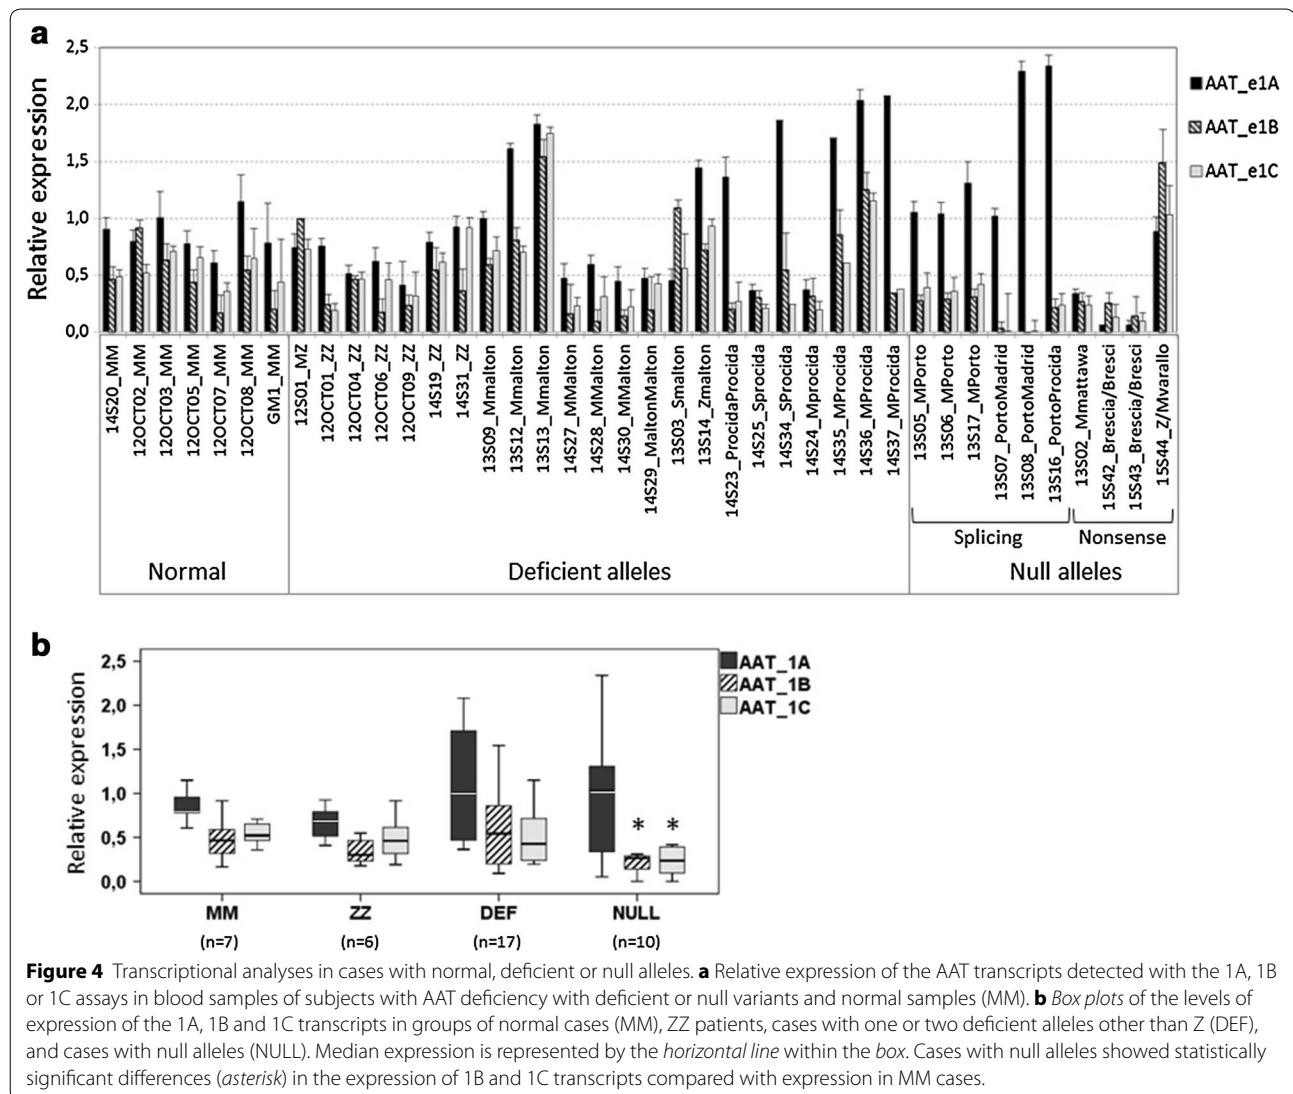 a
2,5
2,0
1,5
1,0
0,5
0,0
Relative expression
AAT_e1A
AAT_e1B
AAT_e1C
14S20_MM
12OCT02_MM
12OCT03_MM
12OCT05_MM
12OCT07_MM
12OCT08_MM
GM1_MM
12S01_MZ
12OCT01_ZZ
12OCT04_ZZ
12OCT06_ZZ
12OCT09_ZZ
14S19_ZZ
14S31_ZZ
13S09_Mmalton
13S12_Mmalton
13S13_Mmalton
14S27_MMalton
14S28_MMalton
14S30_MMalton
14S29_MaltonMalton
13S03_Smalton
13S14_Zmalton
14S23_ProcidaProcida
14S25_Sprocida
14S34_SProcida
14S24_Mprocida
14S35_MProcida
14S36_MProcida
14S37_MProcida
13S05_MPorto
13S06_MPorto
13S17_MPorto
13S07_PortoMadrid
13S08_PortoMadrid
13S16_PortoProcida
13S02_Mmattawa
15S42_Brescia/Bresci
15S43_Brescia/Bresci
15S44_Z/Mvarallo
Splicing
Nonsense
Normal
Deficient alleles
Null alleles
b
2,5
2,0
1,5
1,0
0,5
0,0
Relative expression
AAT_1A
AAT_1B
AAT_1C
* *
MM ZZ DEF NULL
(n=7) (n=6) (n=17) (n=10)
Figure 4 Transcriptional analyses in cases with normal, deficient or null alleles. a Relative expression of the AAT transcripts detected with the 1A, 1B
or 1C assays in blood samples of subjects with AAT deficiency with deficient or null variants and normal samples (MM). b Box plots of the levels of
expression of the 1A, 1B and 1C transcripts in groups of normal cases (MM), ZZ patients, cases with one or two deficient alleles other than Z (DEF),
and cases with null alleles (NULL). Median expression is represented by the horizontal line within the box. Cases with null alleles showed statistically
significant differences (asterisk) in the expression of 1B and 1C transcripts compared with expression in MM cases.